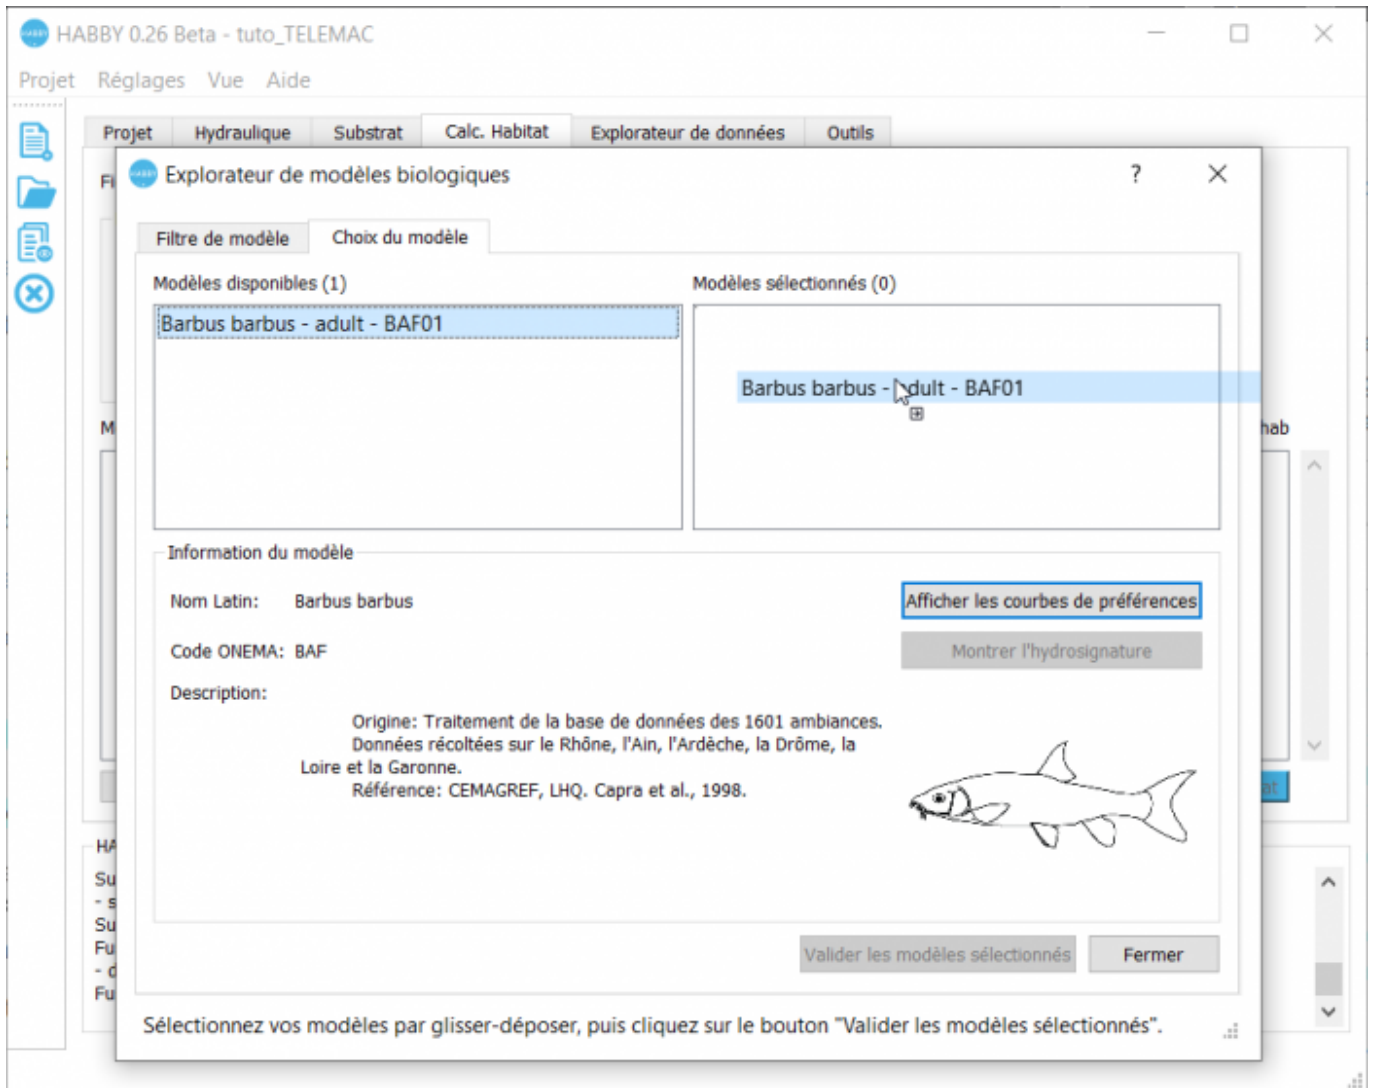 HABBY 0.26 Beta - tuto_TELEMAC
Projet Réglages Vue Aide
Projet Hydraulique Substrat Calc. Habitat Explorateur de données Outils
Explorateur de modèles biologiques
Filtre de modèle Choix du modèle
Modèles disponibles (1) Modèles sélectionnés (0)
Barbus barbus - adult - BAF01
Barbus barbus - adult - BAF01
hab
Information du modèle
Nom Latin: Barbus barbus
Afficher les courbes de préférences
Code ONEMA: BAF
Montrer l'hydrosignature
Description:
Origine: Traitement de la base de données des 1601 ambiances.
Données récoltées sur le Rhône, l'Ain, l'Ardèche, la Drôme, la
Loire et la Garonne.
Référence: CEMAGREF, LHQ. Capra et al., 1998.
Su
- s
Su
Fu
- d
Fu
Valider les modèles sélectionnés Fermer
Sélectionnez vos modèles par glisser-déposer, puis cliquez sur le bouton "Valider les modèles sélectionnés".